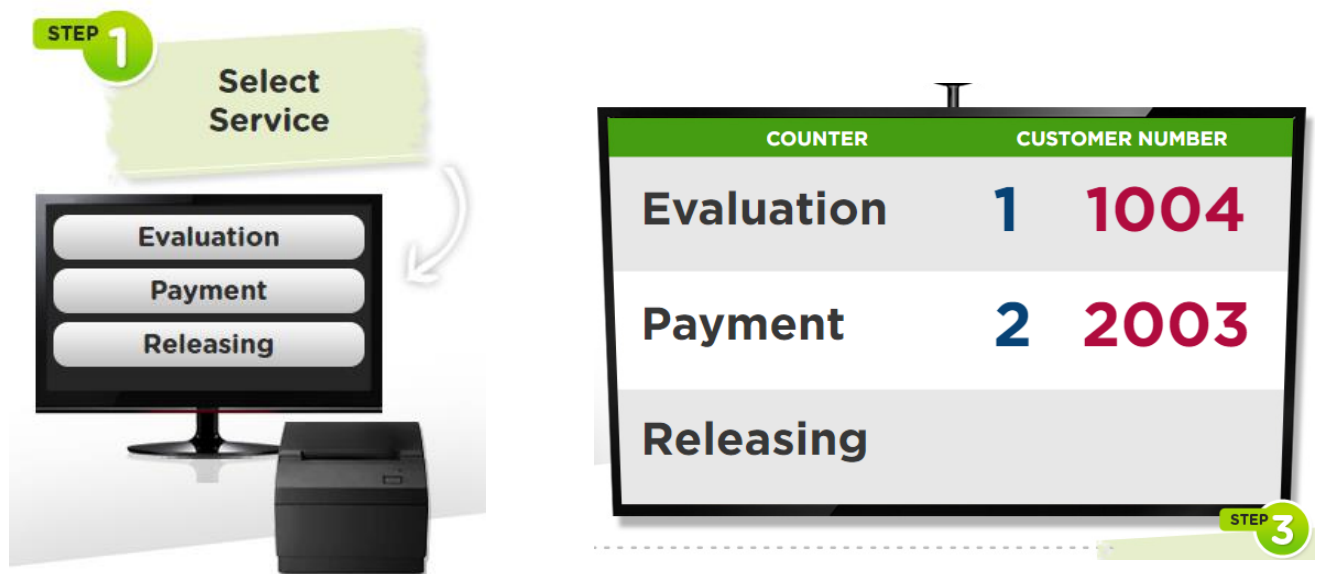 STEP 1
Select
Service
Evaluation
Payment
Releasing
COUNTER CUSTOMER NUMBER
Evaluation 1 1004
Payment 2 2003
Releasing
STEP 3